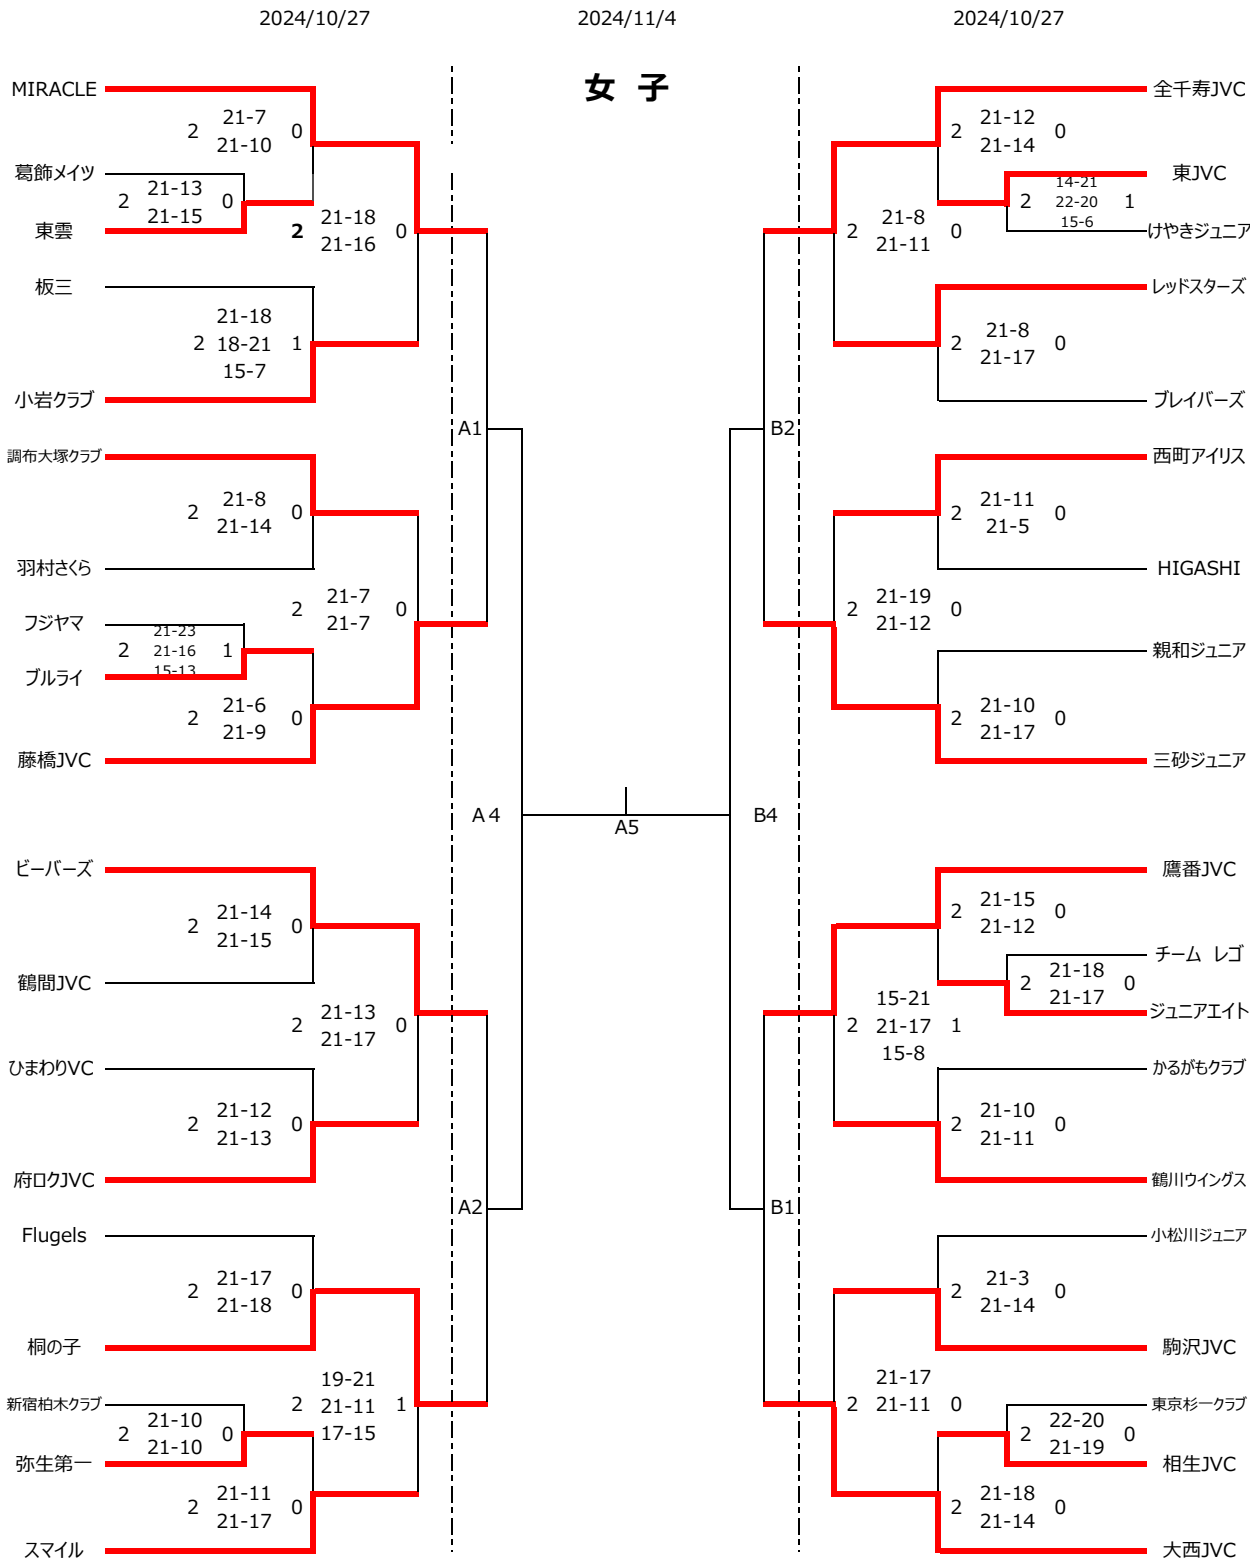 2024/10/27
2024/11/4
2024/10/27
女 子
MIRACLE
2 21-7 0
21-10
葛飾メイツ
2 21-13 0
21-15
東雲
2 21-18 0
21-16
板三
21-18
2 18-21 1
15-7
小岩クラブ
A1
調布大塚クラブ
2 21-8 0
21-14
羽村さくら
2 21-7 0
21-7
フジヤマ
21-23
2 21-16 1
15-13
ブルライ
2 21-6 0
21-9
藤橋JVC
A4
ビーバーズ
2 21-14 0
21-15
鶴間JVC
2 21-13 0
21-17
ひまわりVC
2 21-12 0
21-13
府ロクJVC
A2
Flugels
2 21-17 0
21-18
桐の子
19-21
2 21-11 1
17-15
新宿柏木クラブ
2 21-10 0
21-10
弥生第一
2 21-11 0
21-17
スマイル
A5
全千寿JVC
2 21-12 0
21-14
東JVC
14-21
2 22-20 1
15-6
けやきジュニア
2 21-8 0
21-11
レッドスターズ
2 21-8 0
21-17
ブレイバーズ
B2
西町アイリス
2 21-11 0
21-5
HIGASHI
2 21-19 0
21-12
親和ジュニア
2 21-10 0
21-17
三砂ジュニア
B4
鷹番JVC
2 21-15 0
21-12
チーム レゴ
2 21-18 0
21-17
ジュニアエイト
15-21
2 21-17 1
15-8
かるがもクラブ
2 21-10 0
21-11
鶴川ウイングス
B1
小松川ジュニア
2 21-3 0
21-14
駒沢JVC
21-17
2 21-11 0
東京杉一クラブ
2 22-20 0
21-19
相生JVC
2 21-18 0
21-14
大西JVC